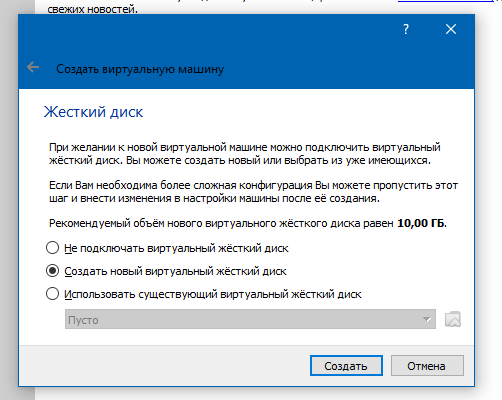 свежих новостей.
?
Создать виртуальную машину
Жесткий диск
При желании к новой виртуальной машине можно подключить виртуальный
жёсткий диск. Вы можете создать новый или выбрать из уже имеющихся.
Если Вам необходима более сложная конфигурация Вы можете пропустить этот
шаг и внести изменения в настройки машины после её создания.
Рекомендуемый объём нового виртуального жёсткого диска равен 10,00 ГБ.
Не подключать виртуальный жёсткий диск
Создать новый виртуальный жёсткий диск
Использовать существующий виртуальный жёсткий диск
Пусто
Создать
Отмена